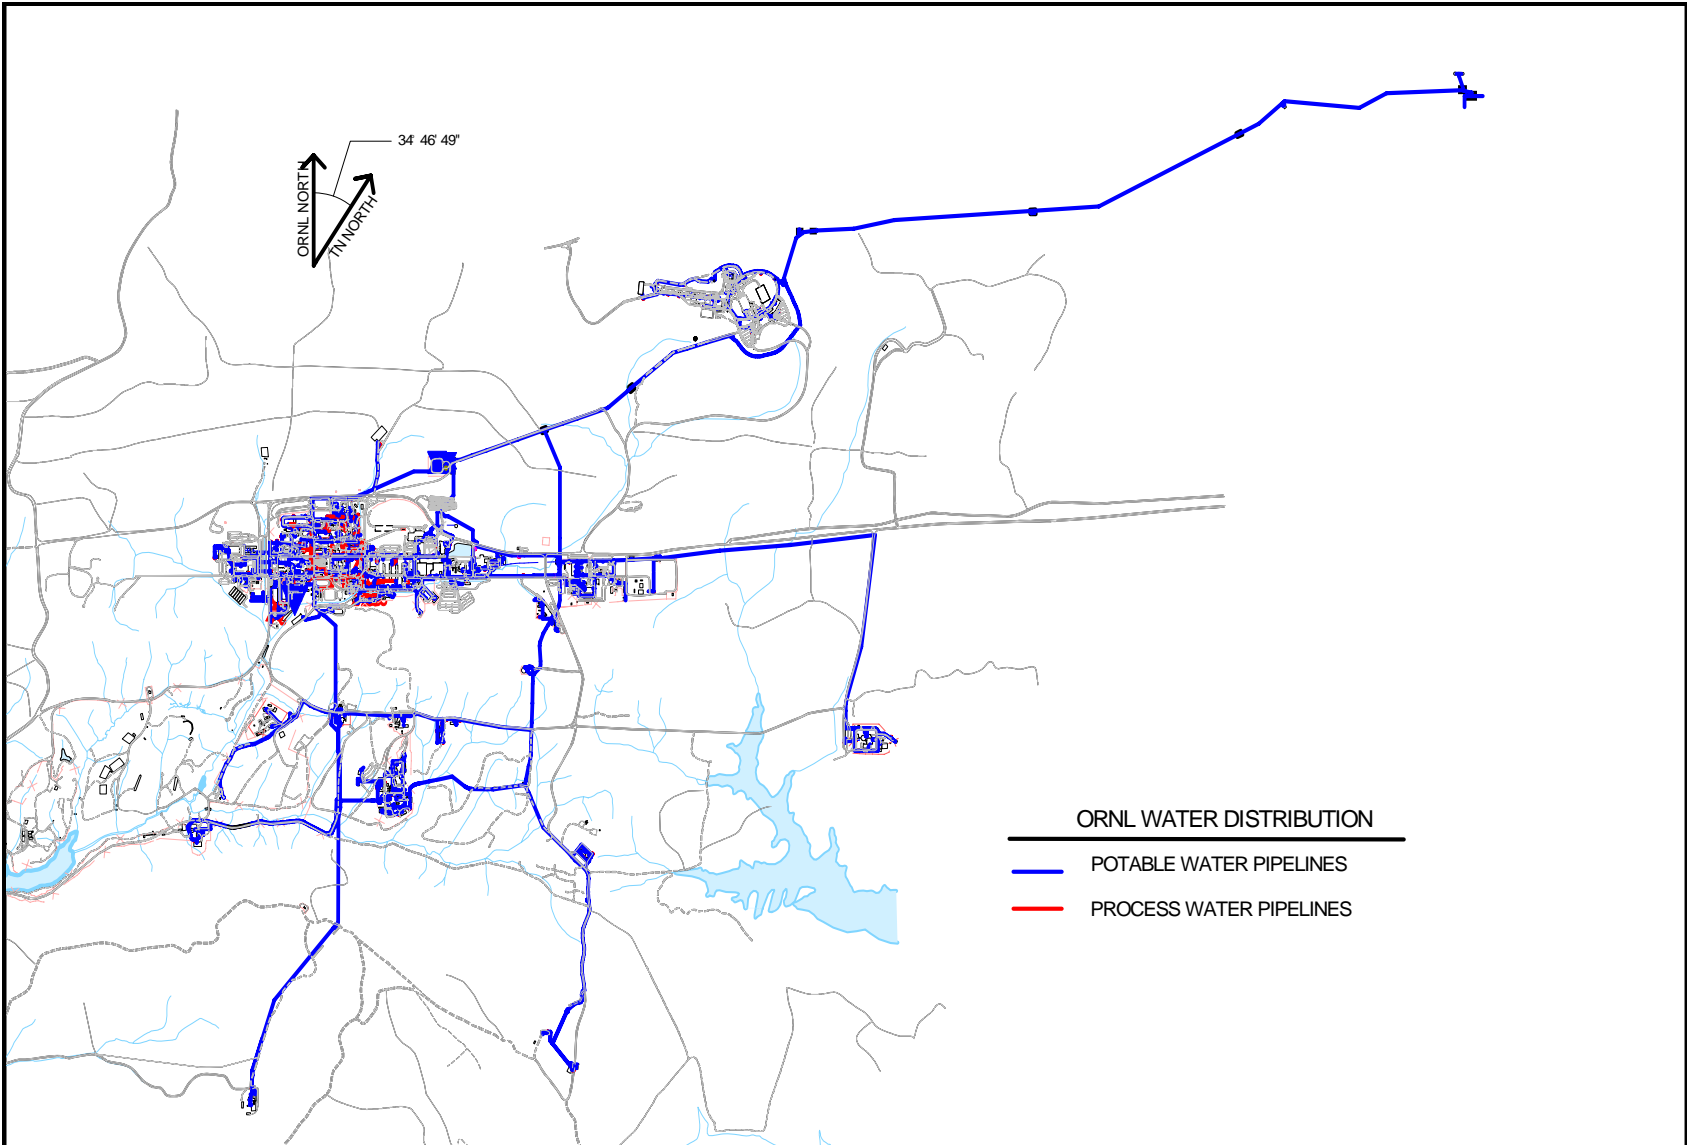 34° 46' 49"
ORNL NORTH
TN NORTH
ORNL WATER DISTRIBUTION
POTABLE WATER PIPELINES
PROCESS WATER PIPELINES